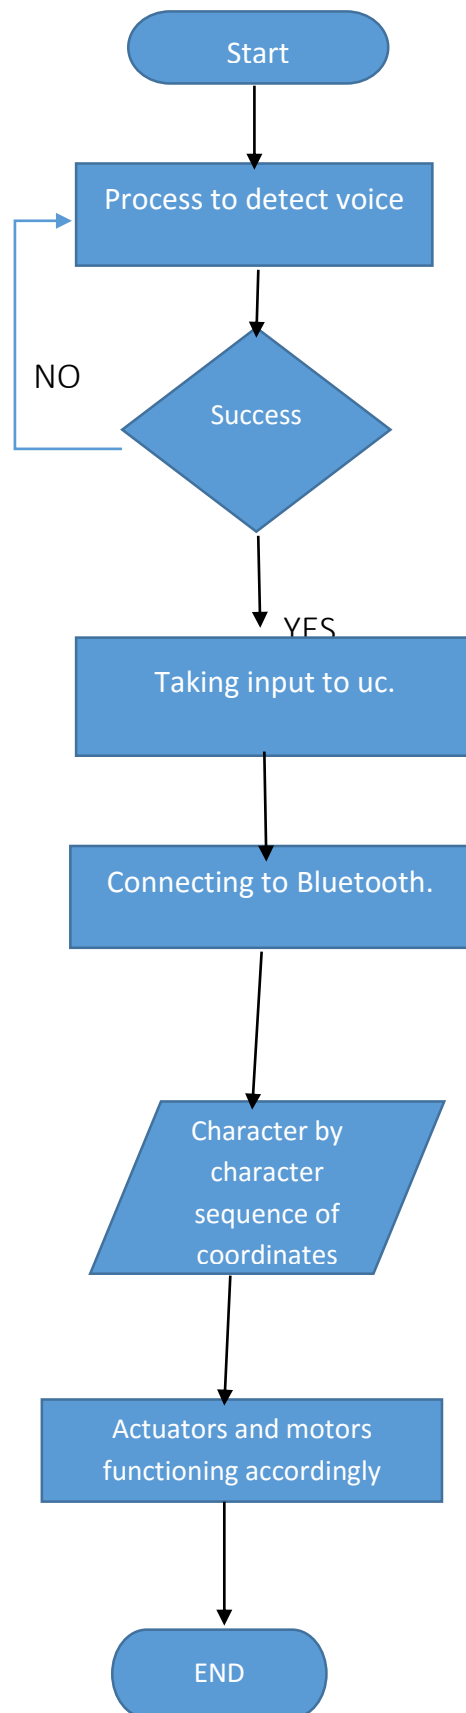 Start
Process to detect voice
NO
Success
YES
Taking input to uc.
Connecting to Bluetooth.
Character by
character
sequence of
coordinates
Actuators and motors
functioning accordingly
END